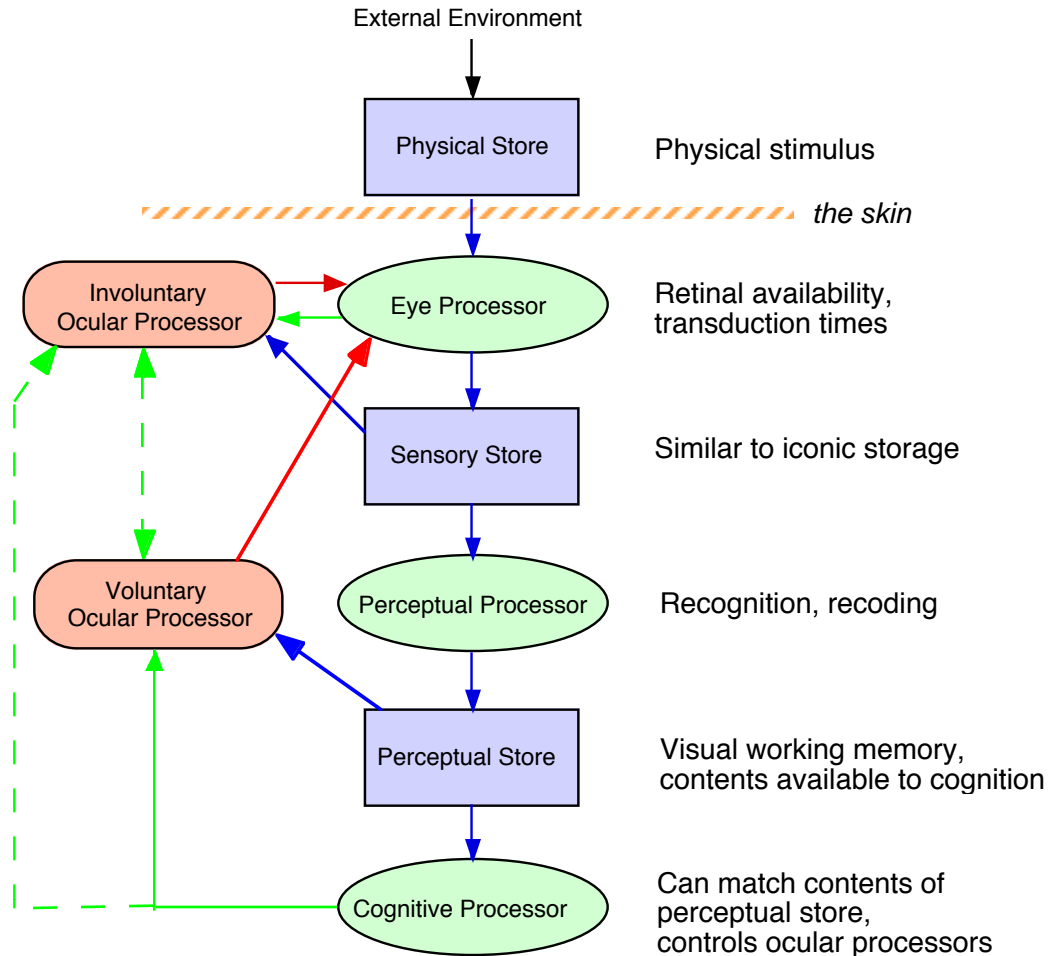 External Environment
Physical Store
Physical stimulus
the skin
Involuntary
Ocular Processor
Eye Processor
Retinal availability,
transduction times
Sensory Store
Similar to iconic storage
Voluntary
Ocular Processor
Perceptual Processor
Recognition, recoding
Perceptual Store
Visual working memory,
contents available to cognition
Cognitive Processor
Can match contents of
perceptual store,
controls ocular processors